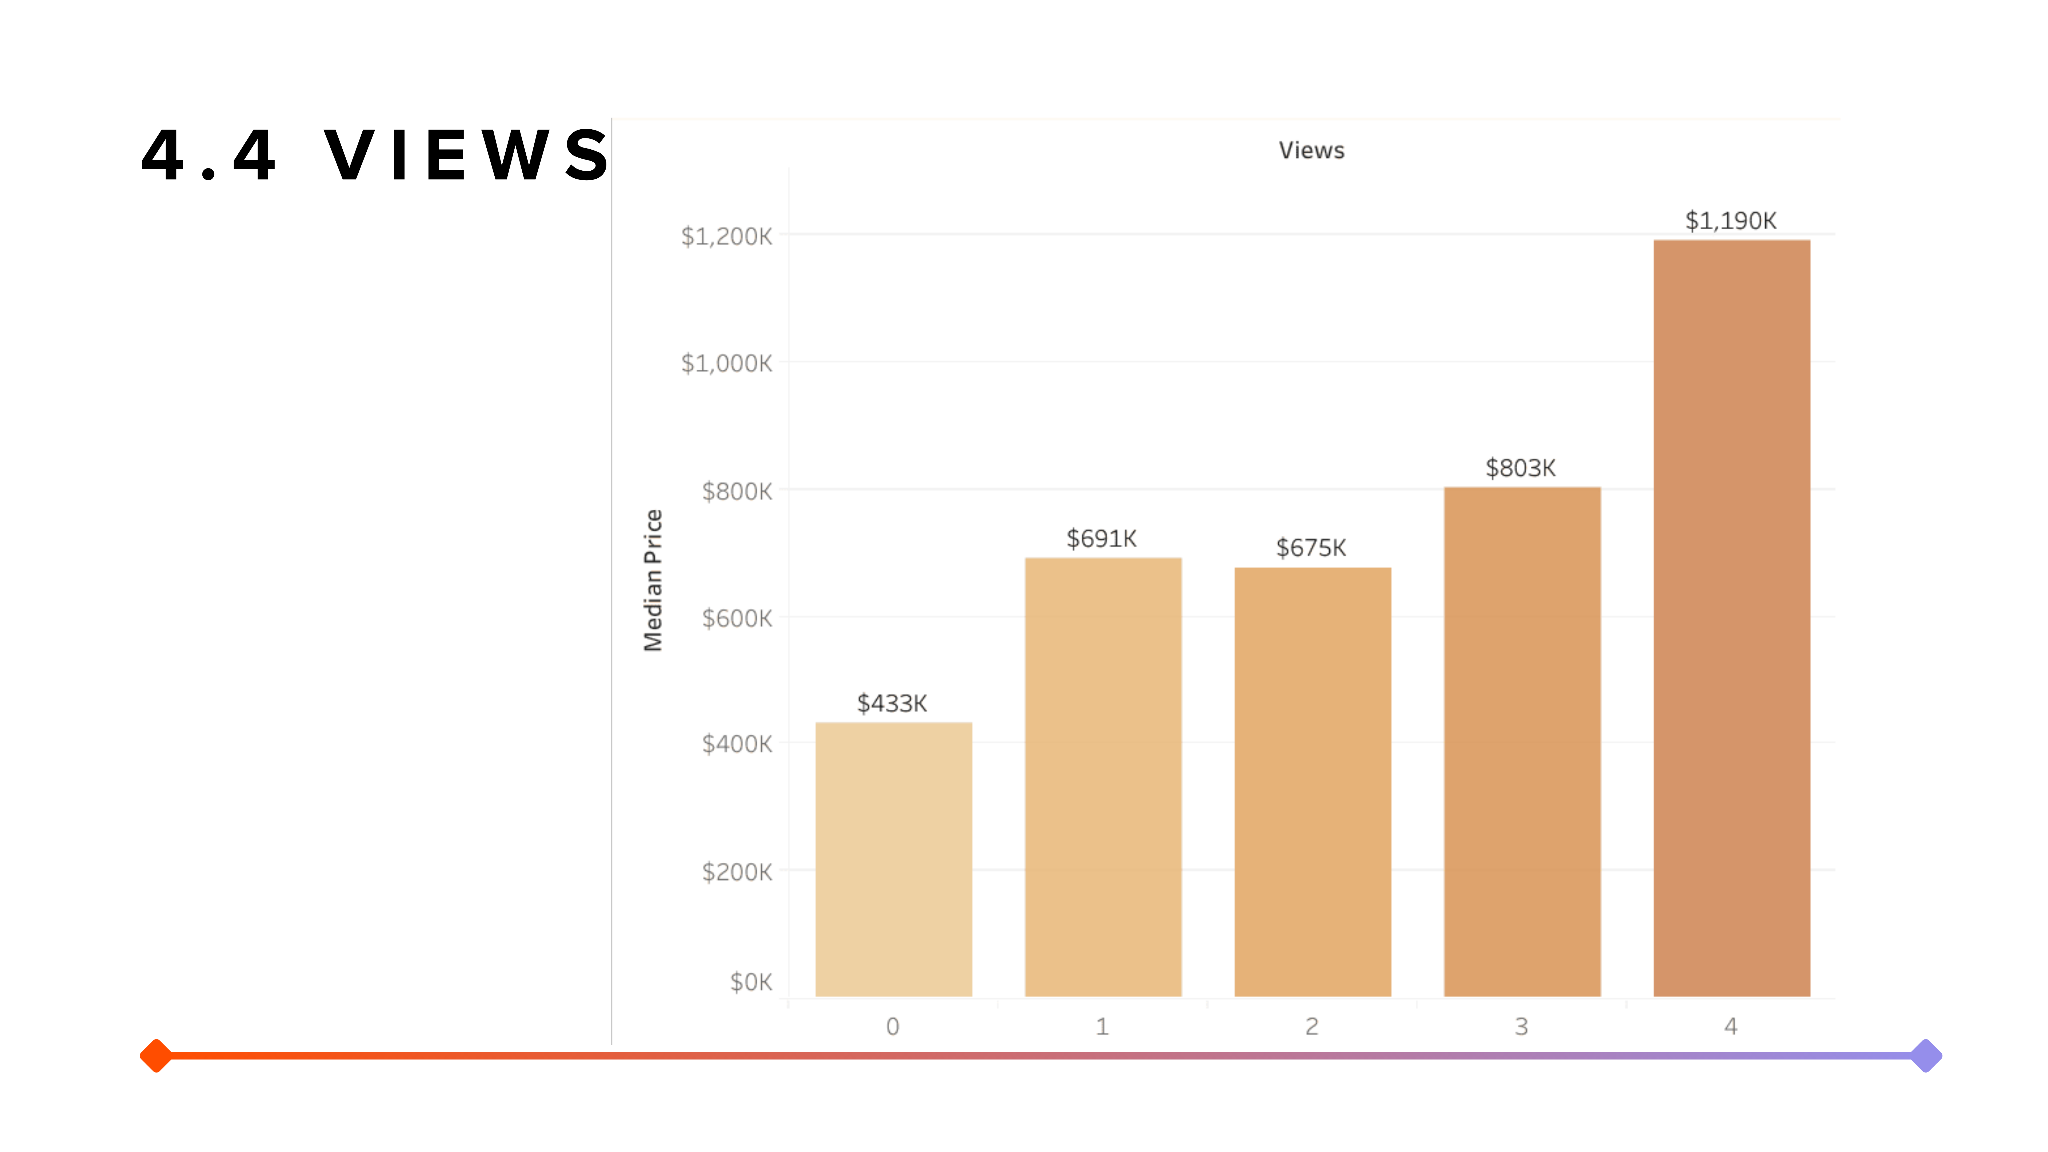 4.4 VIEWS
Views
Median Price
$1,200K
$1,000K
$800K
$600K
$400K
$200K
$0K
$433K
$691K
$675K
$803K
$1,190K
0 1 2 3 4